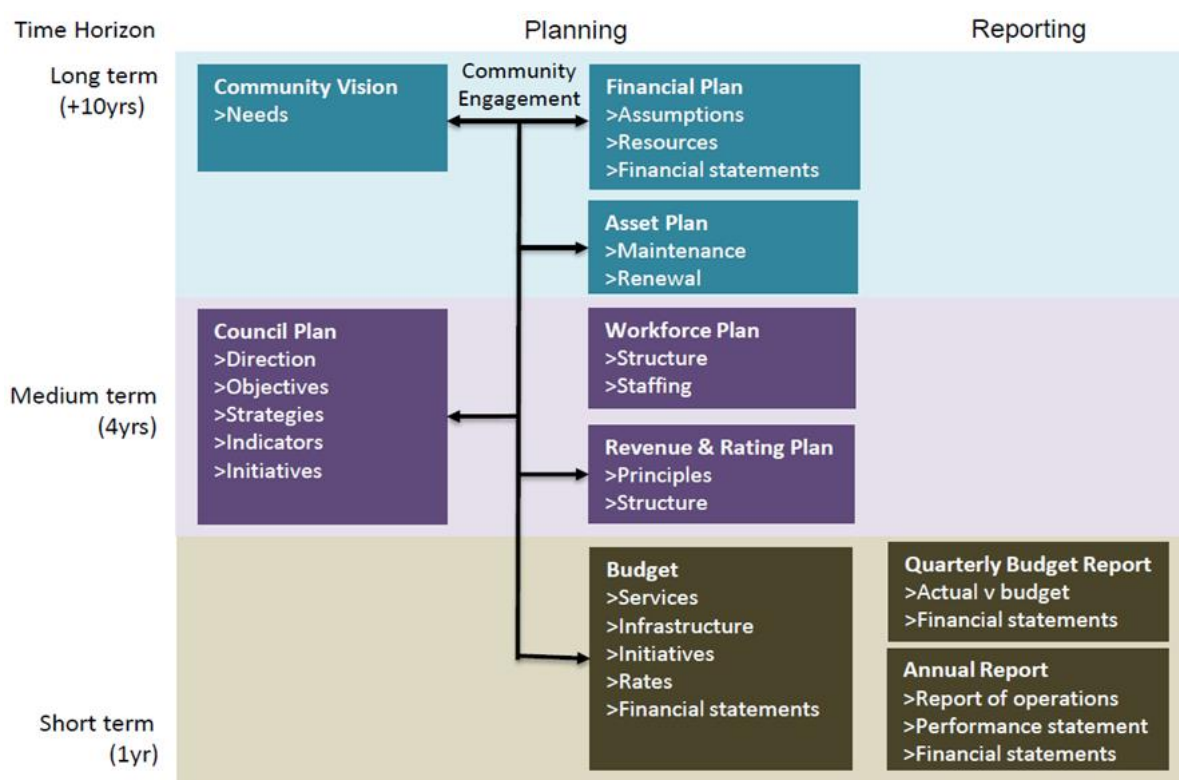 Time Horizon
Planning
Reporting
Long term
(+10yrs)
Community Vision
>Needs
Community
Engagement
Financial Plan
>Assumptions
>Resources
>Financial statements
Asset Plan
>Maintenance
>Renewal
Medium term
(4yrs)
Council Plan
>Direction
>Objectives
>Strategies
>Indicators
>Initiatives
Workforce Plan
>Structure
>Staffing
Revenue & Rating Plan
>Principles
>Structure
Short term
(1yr)
Budget
>Services
>Infrastructure
>Initiatives
>Rates
>Financial statements
Quarterly Budget Report
>Actual v budget
>Financial statements
Annual Report
>Report of operations
>Performance statement
>Financial statements